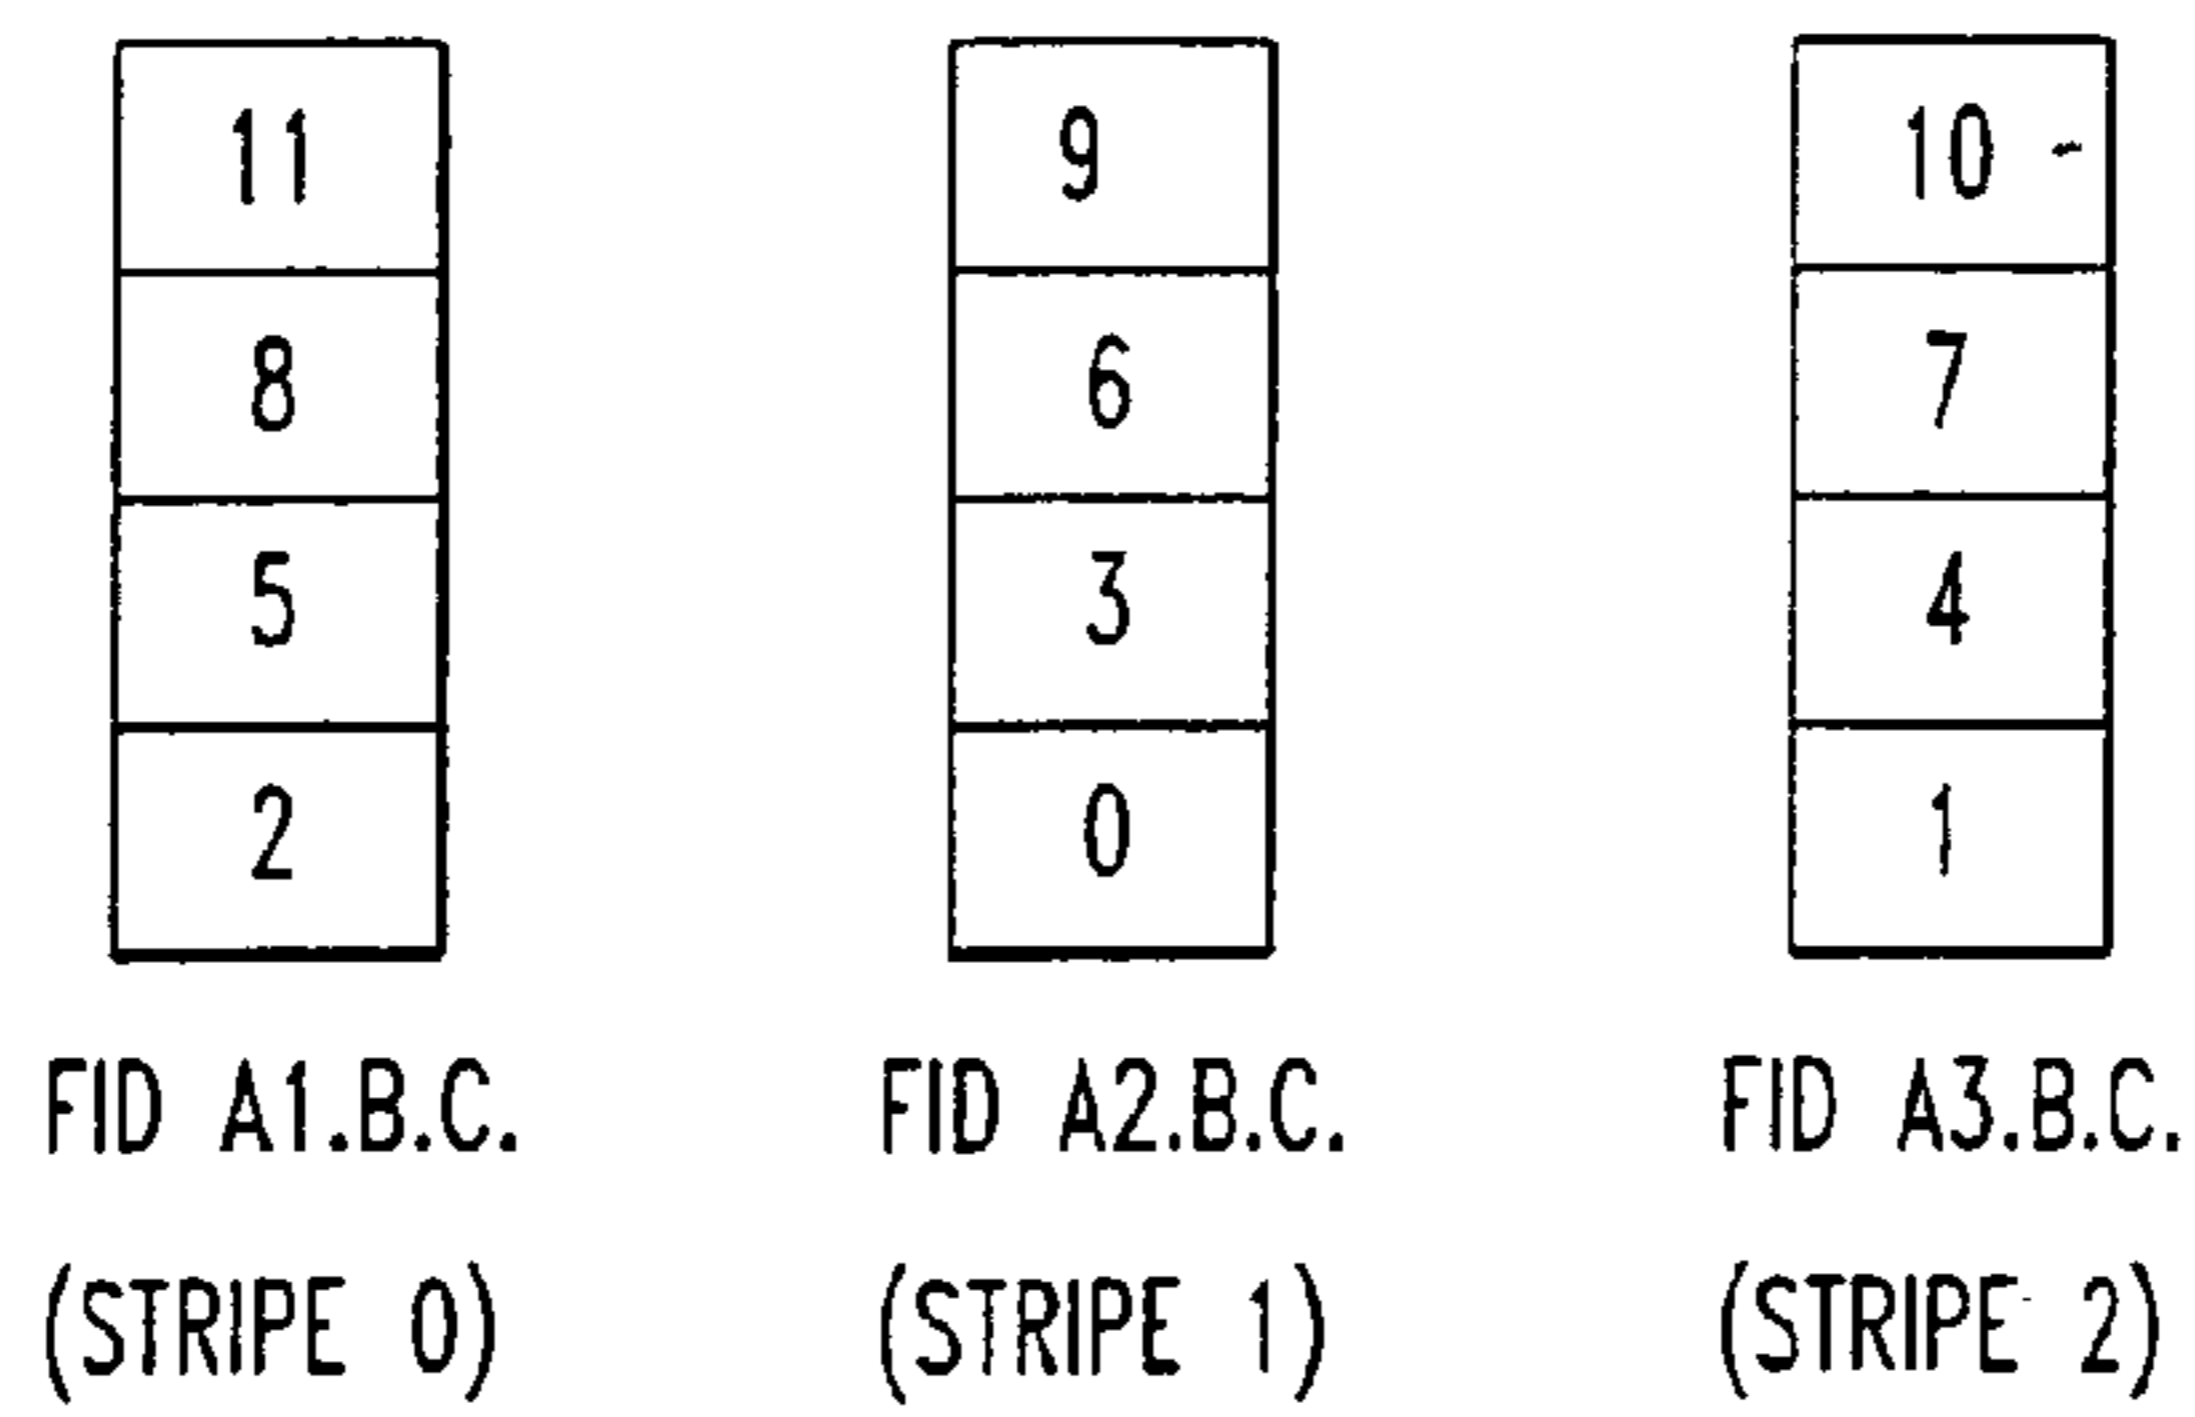 11 9 10
8 6 7
5 3 4
2 0 1
FID A1.B.C. FID A2.B.C. FID A3.B.C.
(STRIPE 0) (STRIPE 1) (STRIPE 2)